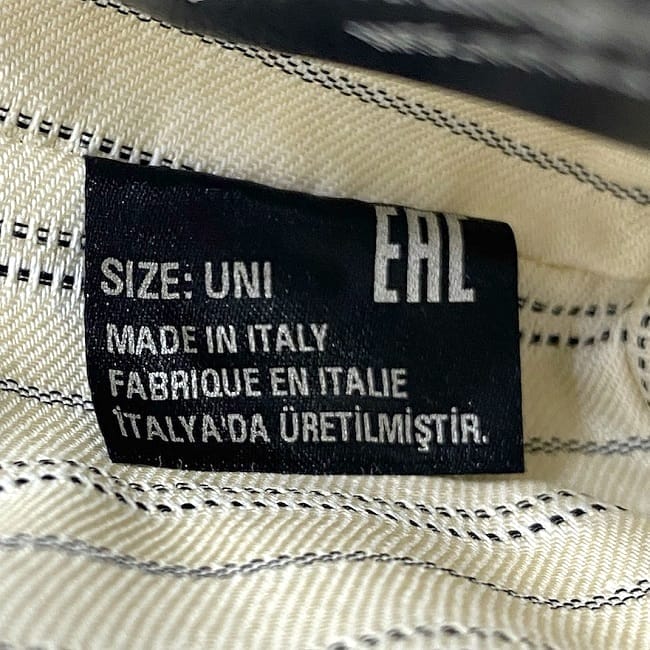 EAC
SIZE: UNI
MADE IN ITALY
FABRIQUE EN ITALIE
İTALYA'DA ÜRETİLMİŞTİR.